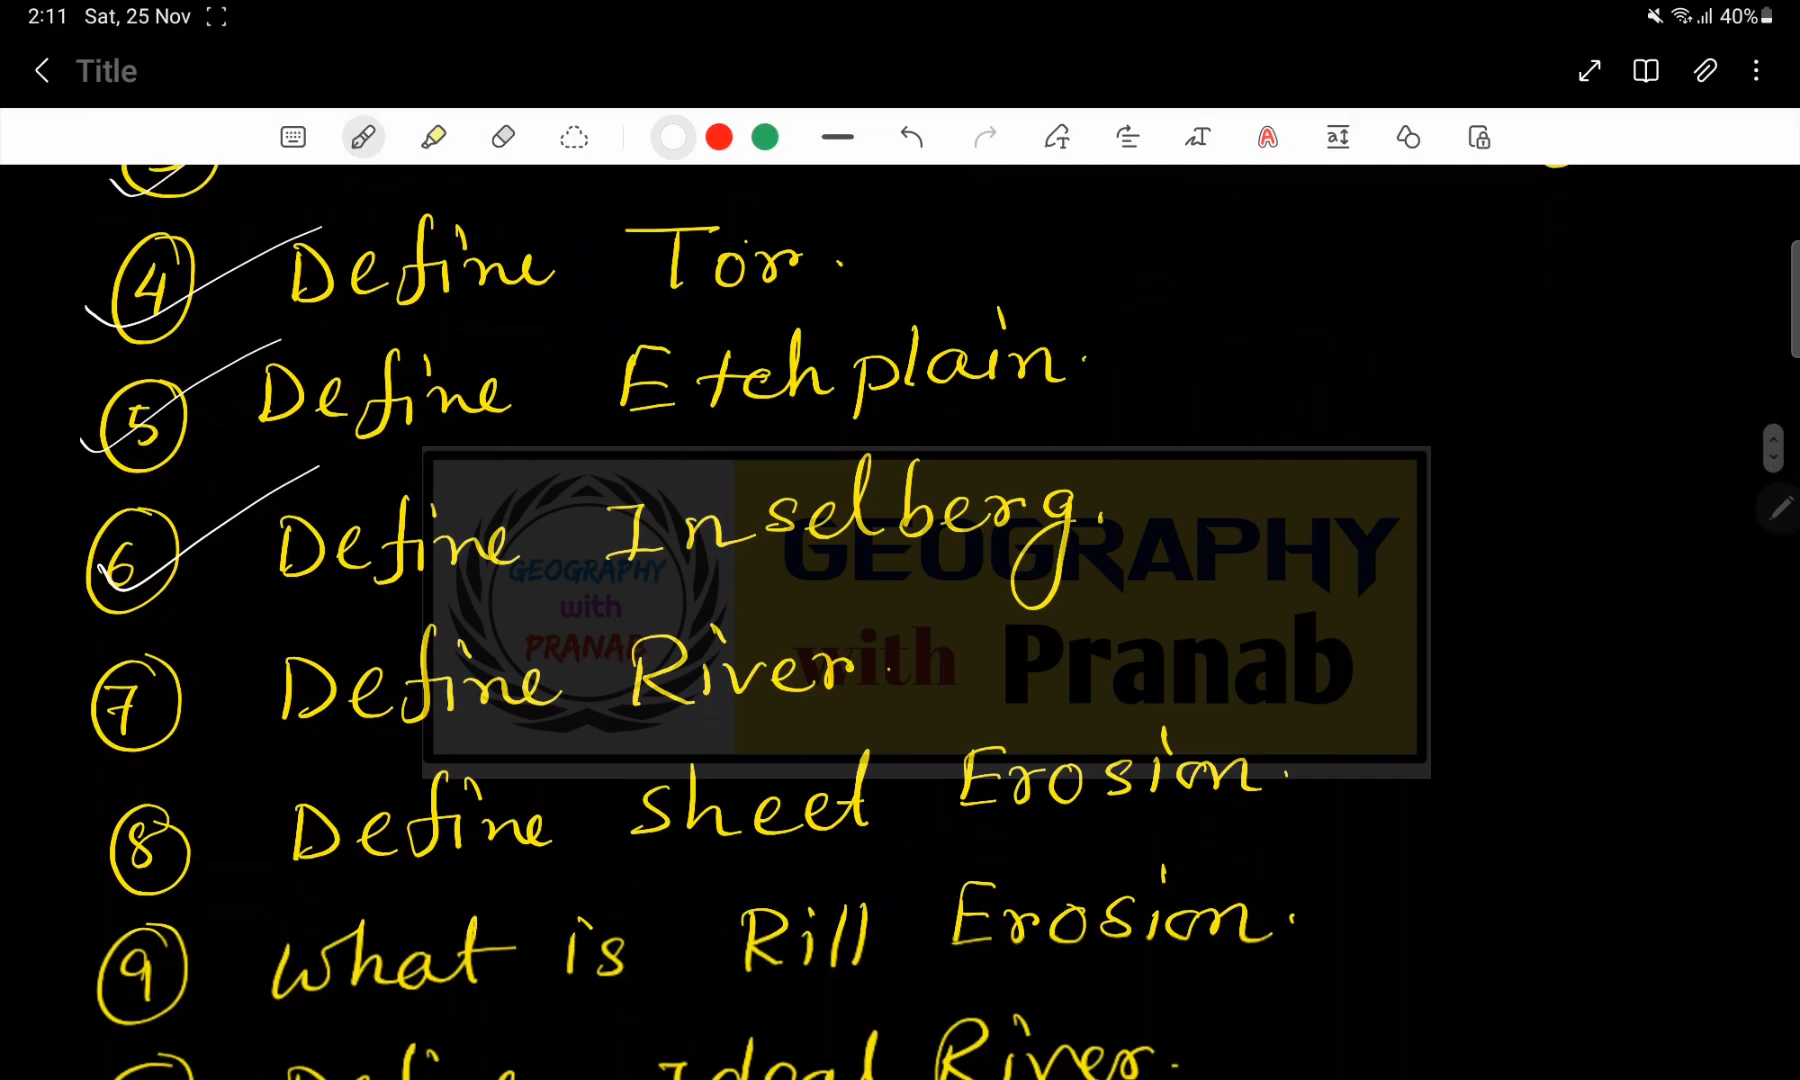 2:11 Sat, 25 Nov 40%
Title
4 Define Tor.
5 Define Etchplain.
6 Define Inselberg.
GEOGRAPHY with PRANAB
GEOGRAPHY with Pranab
7 Define River.
8 Define Sheet Erosion.
9 What is Rill Erosion.
Define Ideal River.